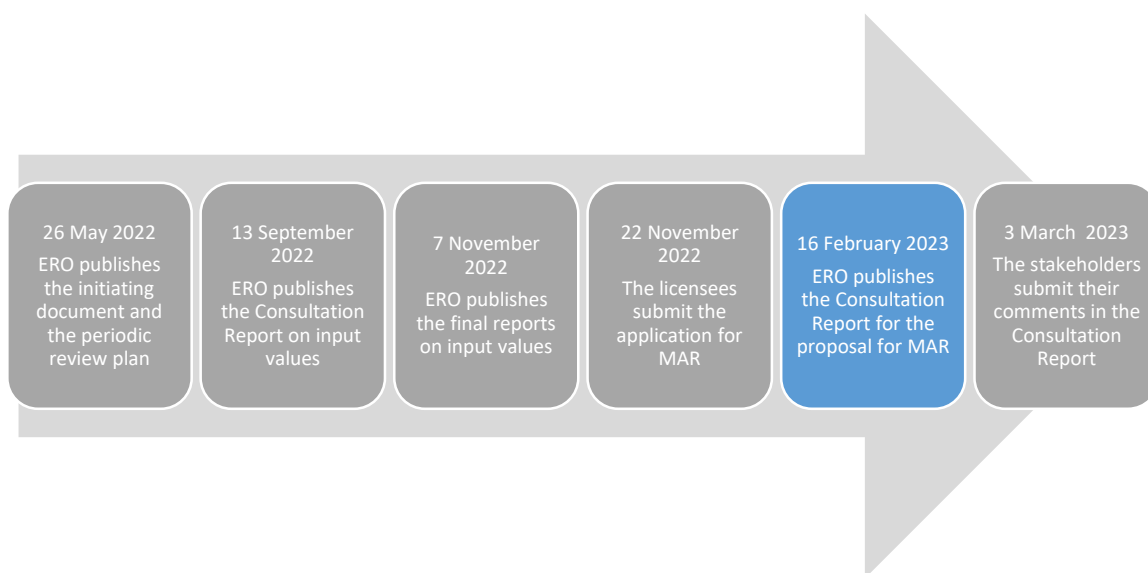 26 May 2022
ERO publishes
the initiating
document and
the periodic
review plan
13 September
2022
ERO publishes
the Consultation
Report on input
values
7 November
2022
ERO publishes
the final reports
on input values
22 November
2022
The licensees
submit the
application for
MAR
16 February 2023
ERO publishes
the Consultation
Report for the
proposal for MAR
3 March  2023
The stakeholders
submit their
comments in the
Consultation
Report